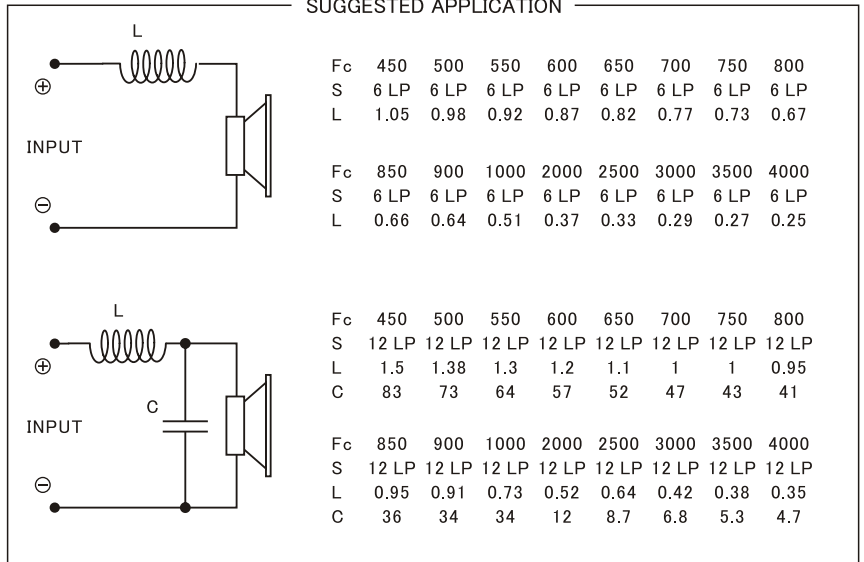 SUGGESTED APPLICATION
L
⊕
INPUT
⊖
Fc 450 500 550 600 650 700 750 800
S 6 LP 6 LP 6 LP 6 LP 6 LP 6 LP 6 LP 6 LP
L 1.05 0.98 0.92 0.87 0.82 0.77 0.73 0.67
Fc 850 900 1000 2000 2500 3000 3500 4000
S 6 LP 6 LP 6 LP 6 LP 6 LP 6 LP 6 LP 6 LP
L 0.66 0.64 0.51 0.37 0.33 0.29 0.27 0.25
L
⊕
C
INPUT
⊖
Fc 450 500 550 600 650 700 750 800
S 12 LP 12 LP 12 LP 12 LP 12 LP 12 LP 12 LP 12 LP
L 1.5 1.38 1.3 1.2 1.1 1 1 0.95
C 83 73 64 57 52 47 43 41
Fc 850 900 1000 2000 2500 3000 3500 4000
S 12 LP 12 LP 12 LP 12 LP 12 LP 12 LP 12 LP 12 LP
L 0.95 0.91 0.73 0.52 0.64 0.42 0.38 0.35
C 36 34 34 12 8.7 6.8 5.3 4.7